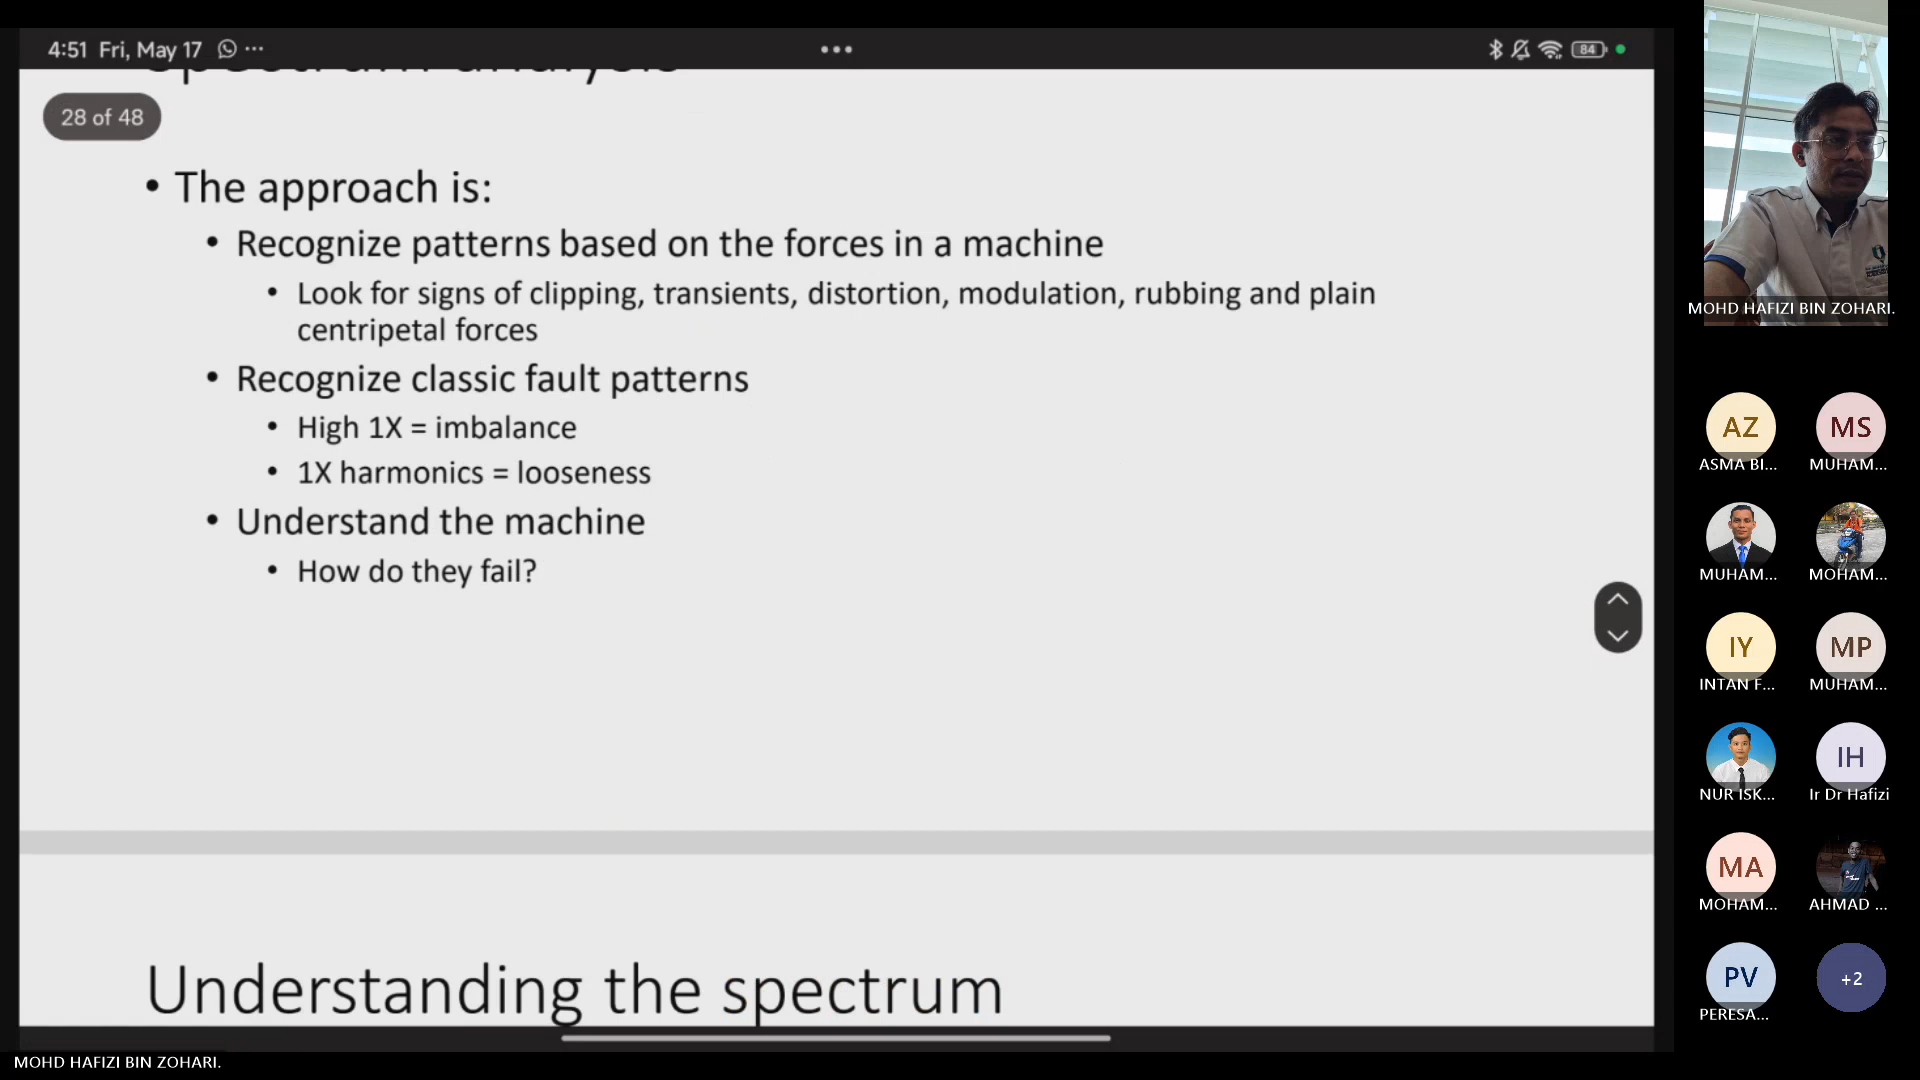 4:51 Fri, May 17
84
Spectrum analysis
28 of 48
• The approach is:
• Recognize patterns based on the forces in a machine
• Look for signs of clipping, transients, distortion, modulation, rubbing and plain
centripetal forces
• Recognize classic fault patterns
• High 1X = imbalance
• 1X harmonics = looseness
• Understand the machine
• How do they fail?
Understanding the spectrum
MOHD HAFIZI BIN ZOHARI.
MOHD HAFIZI BIN ZOHARI.
AZ
ASMA BI...
MS
MUHAM...
MUHAM...
MOHAM...
IY
INTAN F...
MP
MUHAM...
NUR ISK...
IH
Ir Dr Hafizi
MA
MOHAM...
AHMAD ...
PV
PERESA...
+2